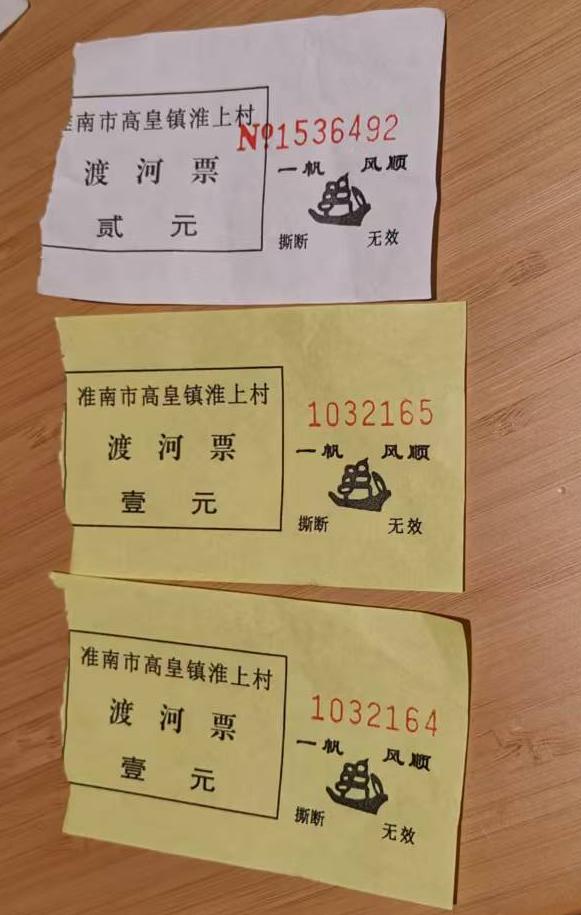 淮南市高皇镇淮上村
№1536492
渡河票
一帆 风顺
贰元
撕断 无效
准南市高皇镇淮上村
1032165
渡河票
一帆 风顺
壹元
撕断 无效
准南市高皇镇淮上村
1032164
渡河票
一帆 风顺
壹元
撕断 无效